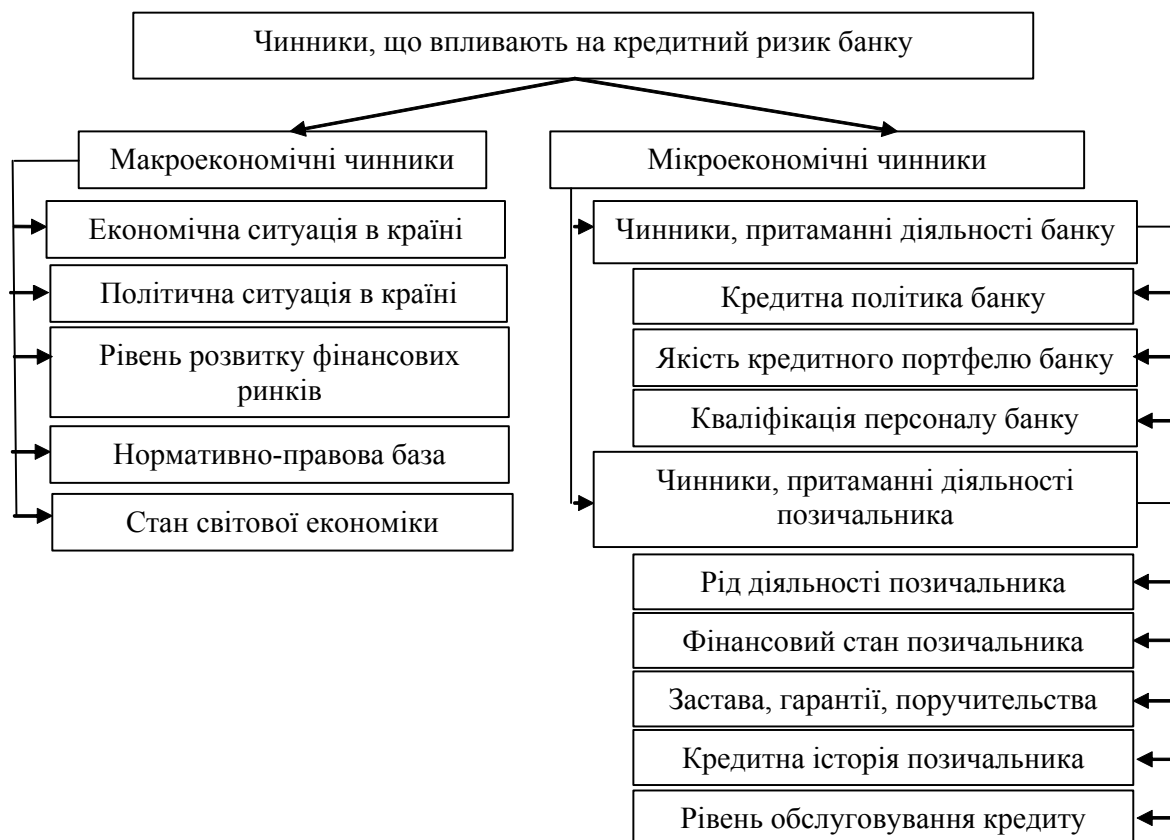 Чинники, що впливають на кредитний ризик банку
Макроекономічні чинники
Економічна ситуація в країні
Політична ситуація в країні
Рівень розвитку фінансових
ринків
Нормативно-правова база
Стан світової економіки
Мікроекономічні чинники
Чинники, притаманні діяльності банку
Кредитна політика банку
Якість кредитного портфелю банку
Кваліфікація персоналу банку
Чинники, притаманні діяльності
позичальника
Рід діяльності позичальника
Фінансовий стан позичальника
Застава, гарантії, поручительства
Кредитна історія позичальника
Рівень обслуговування кредиту